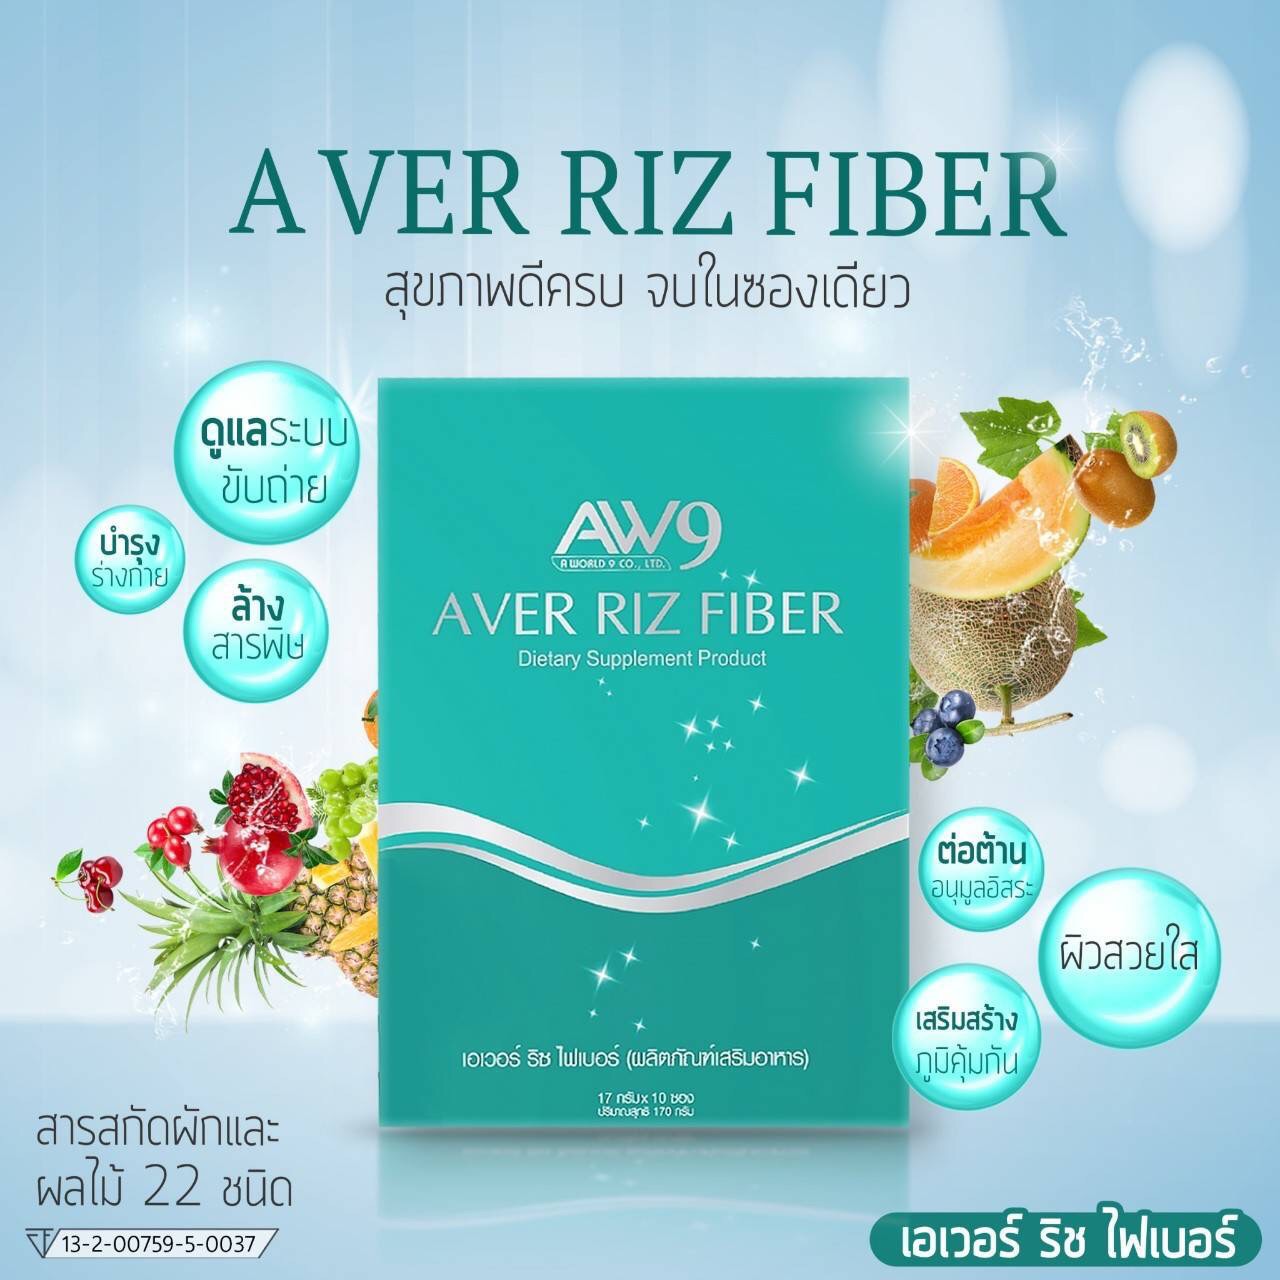 AVER RIZ FIBER
สุขภาพดีครบ จบในซองเดียว
ดูแลระบบ
ขับถ่าย
บำรุง
ร่างกาย
ล้าง
สารพิษ
AW9
A WORLD 9 CO., LTD.
AVER RIZ FIBER
Dietary Supplement Product
ต่อต้าน
อนุมูลอิสระ
ผิวสวยใส
เสริมสร้าง
ภูมิคุ้มกัน
เอเวอร์ ริช ไฟเบอร์ (ผลิตภัณฑ์เสริมอาหาร)
17 กรัม x 10 ซอง
ปริมาณสุทธิ 170 กรัม
สารสกัดผักและ
ผลไม้ 22 ชนิด
13-2-00759-5-0037
เอเวอร์ ริช ไฟเบอร์